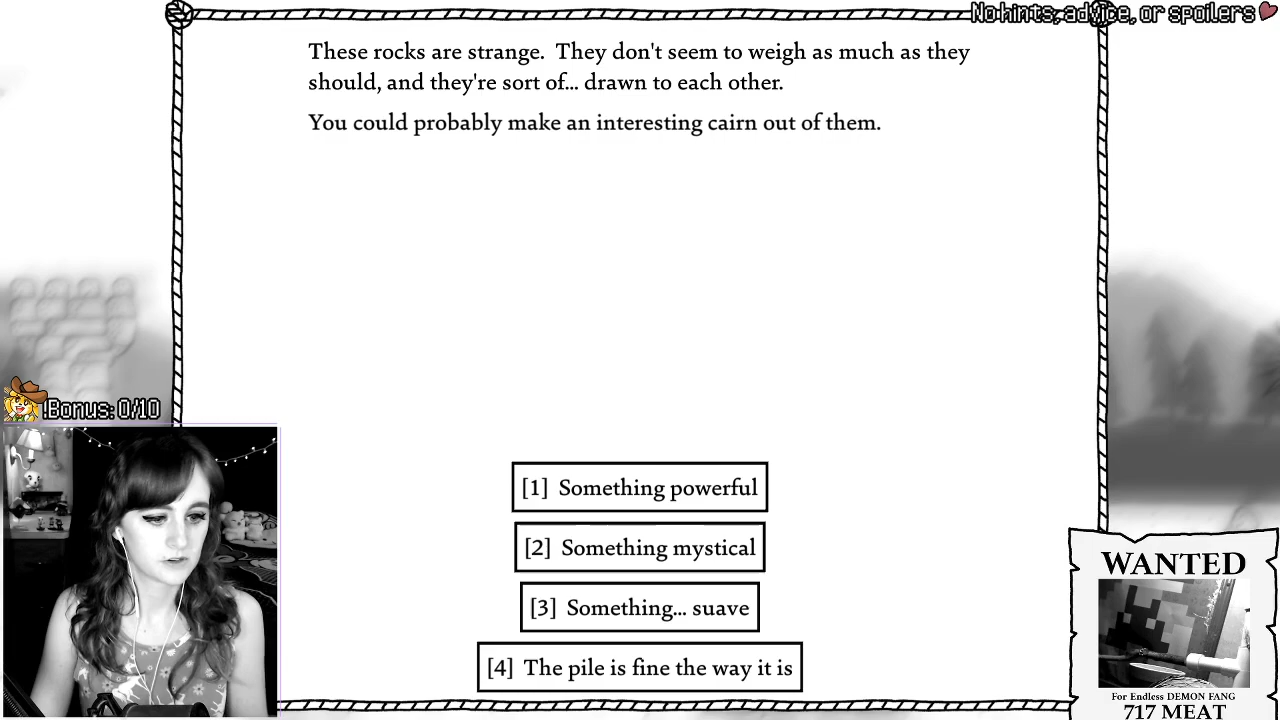 No hints, advice, or spoilers
These rocks are strange.  They don't seem to weigh as much as they
should, and they're sort of... drawn to each other.
You could probably make an interesting cairn out of them.
!Bonus: 0/10
[1] Something powerful
[2] Something mystical
[3] Something... suave
[4] The pile is fine the way it is
WANTED
For Endless DEMON FANG
717 MEAT